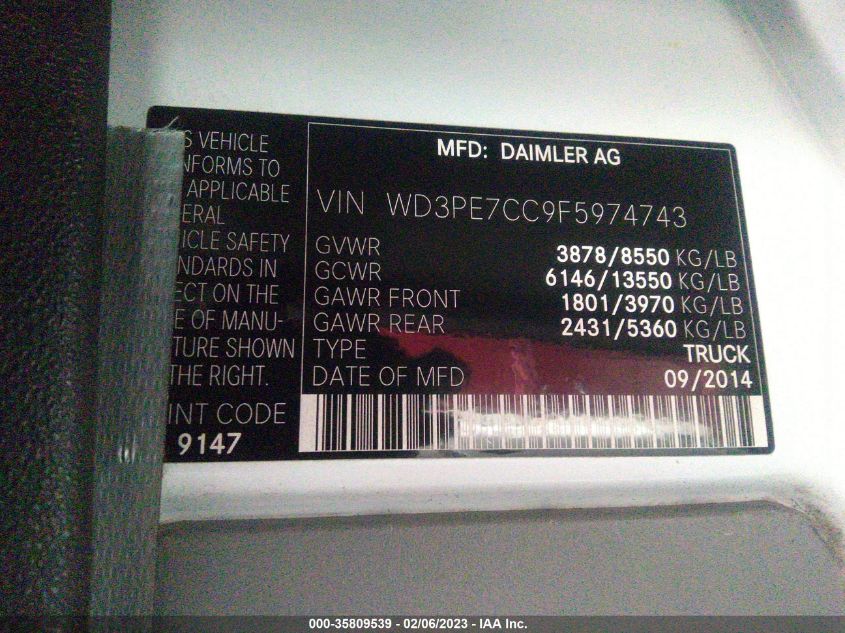 S VEHICLE
NFORMS TO
APPLICABLE
ERAL
ICLE SAFETY
NDARDS IN
ECT ON THE
E OF MANU-
TURE SHOWN
THE RIGHT.
INT CODE
9147
MFD: DAIMLER AG
VIN WD3PE7CC9F5974743
GVWR 3878/8550 KG/LB
GCWR 6146/13550 KG/LB
GAWR FRONT 1801/3970 KG/LB
GAWR REAR 2431/5360 KG/LB
TYPE TRUCK
DATE OF MFD 09/2014
000-35809539 - 02/06/2023 - IAA Inc.